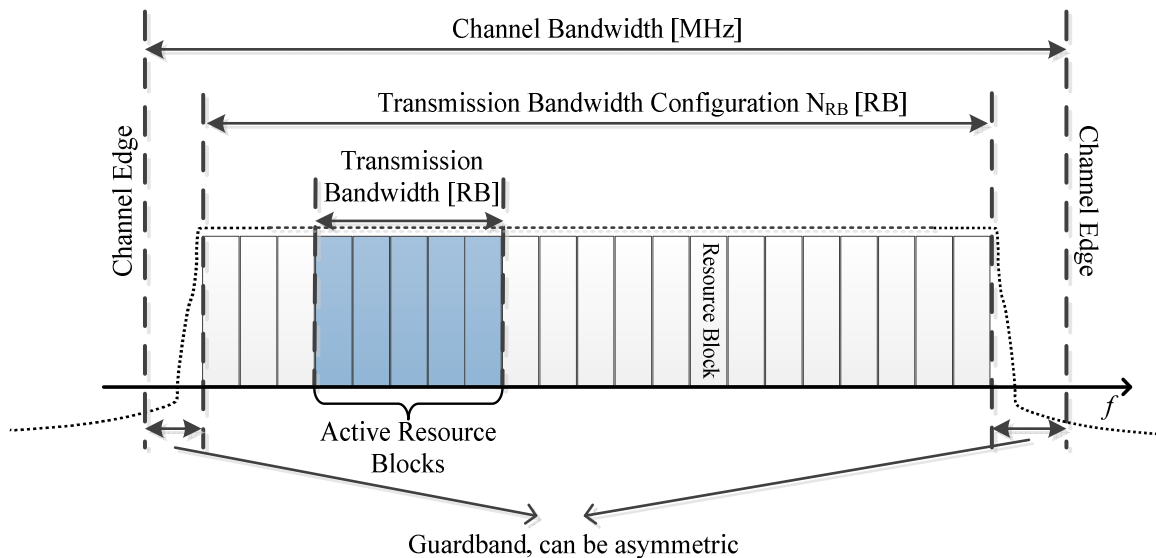 Channel Bandwidth [MHz]
Transmission Bandwidth Configuration N_RB [RB]
Transmission
Bandwidth [RB]
Channel Edge
Channel Edge
Resource Block
f
Active Resource
Blocks
Guardband, can be asymmetric